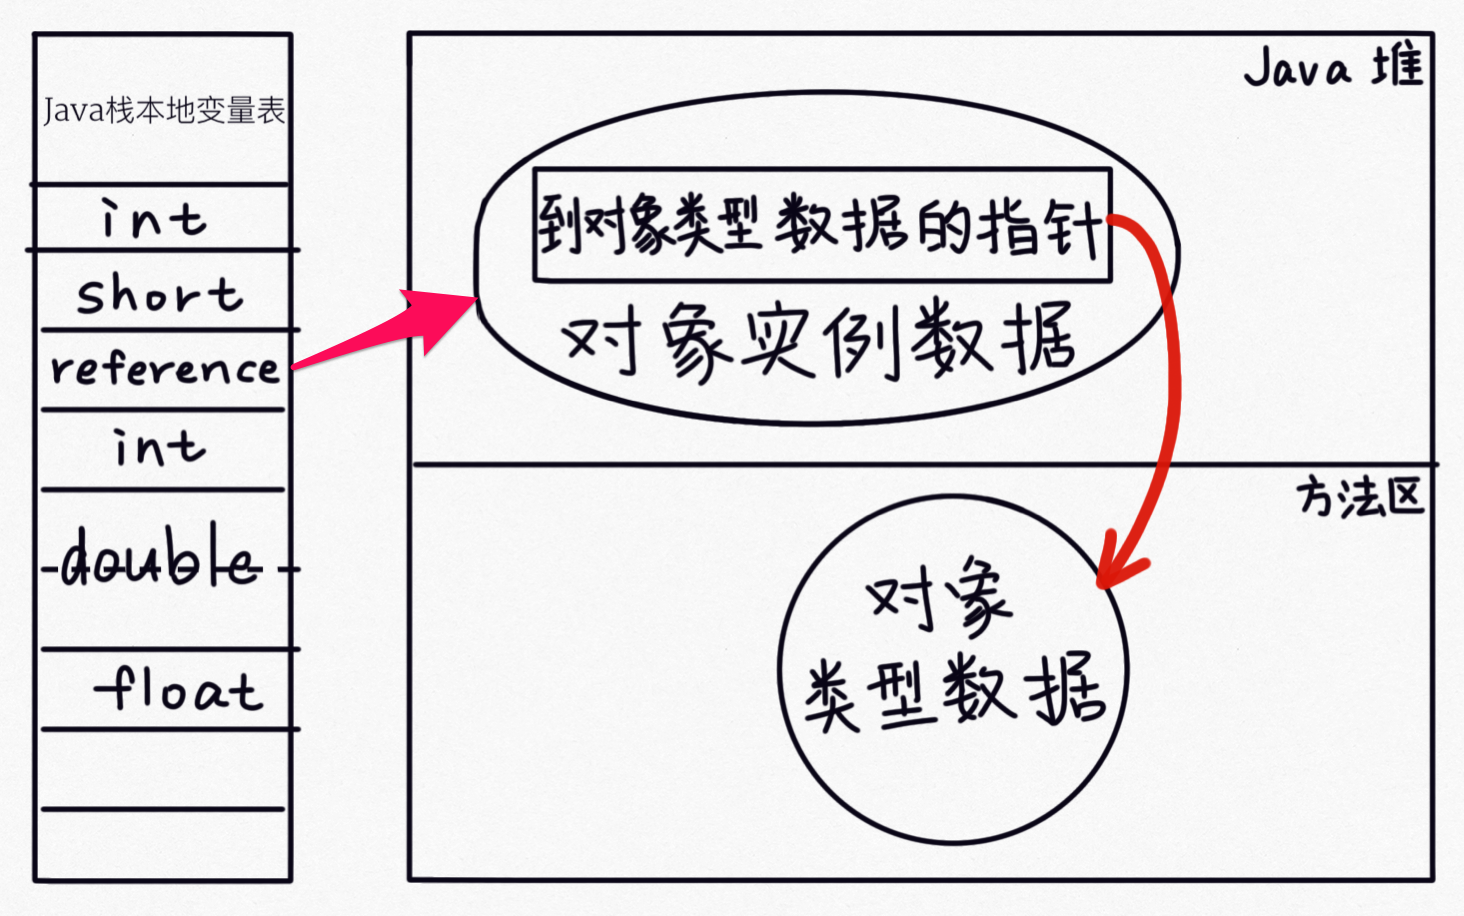 Java栈本地变量表
int
short
reference
int
double
float
Java 堆
到对象类型数据的指针
对象实例数据
方法区
对象
类型数据